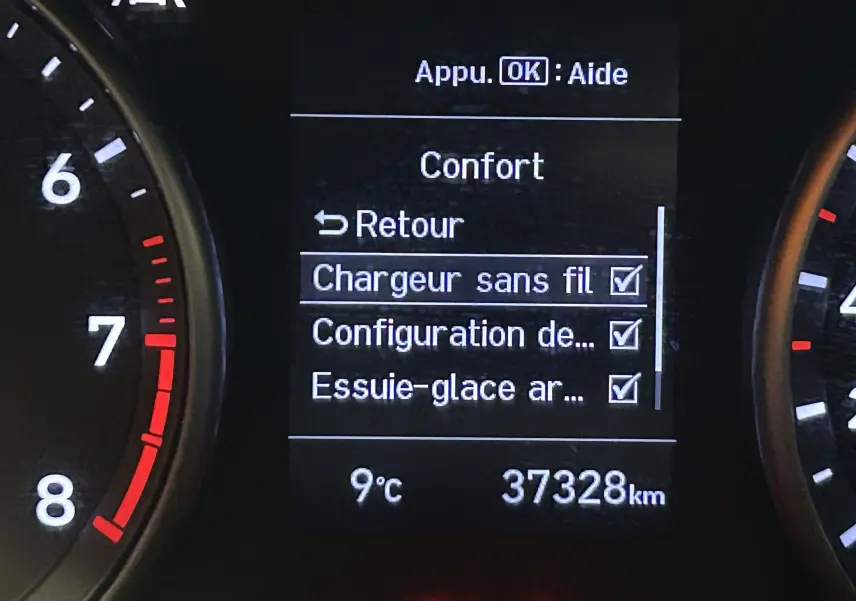 Appu. OK : Aide
Confort
Retour
Chargeur sans fil
Configuration de...
Essuie-glace ar...
9°C 37328km
6
7
8